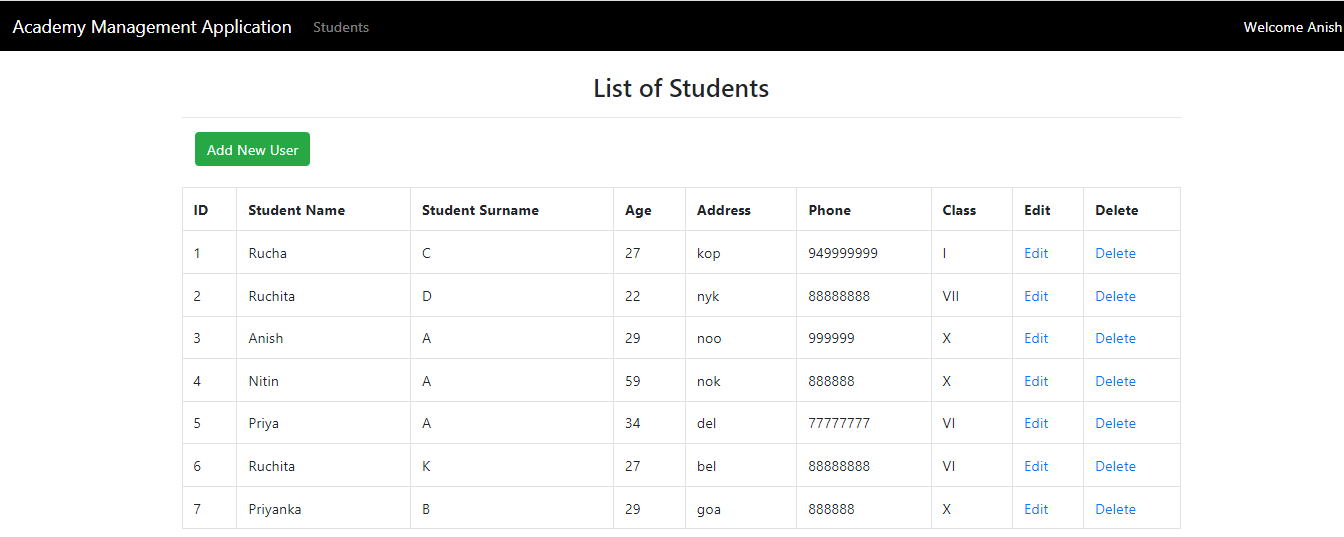 Academy Management Application Students Welcome Anish
List of Students
Add New User
ID Student Name Student Surname Age Address Phone Class Edit Delete
1 Rucha C 27 kop 949999999 I Edit Delete
2 Ruchita D 22 nyk 88888888 VII Edit Delete
3 Anish A 29 noo 999999 X Edit Delete
4 Nitin A 59 nok 888888 X Edit Delete
5 Priya A 34 del 77777777 VI Edit Delete
6 Ruchita K 27 bel 88888888 VI Edit Delete
7 Priyanka B 29 goa 888888 X Edit Delete